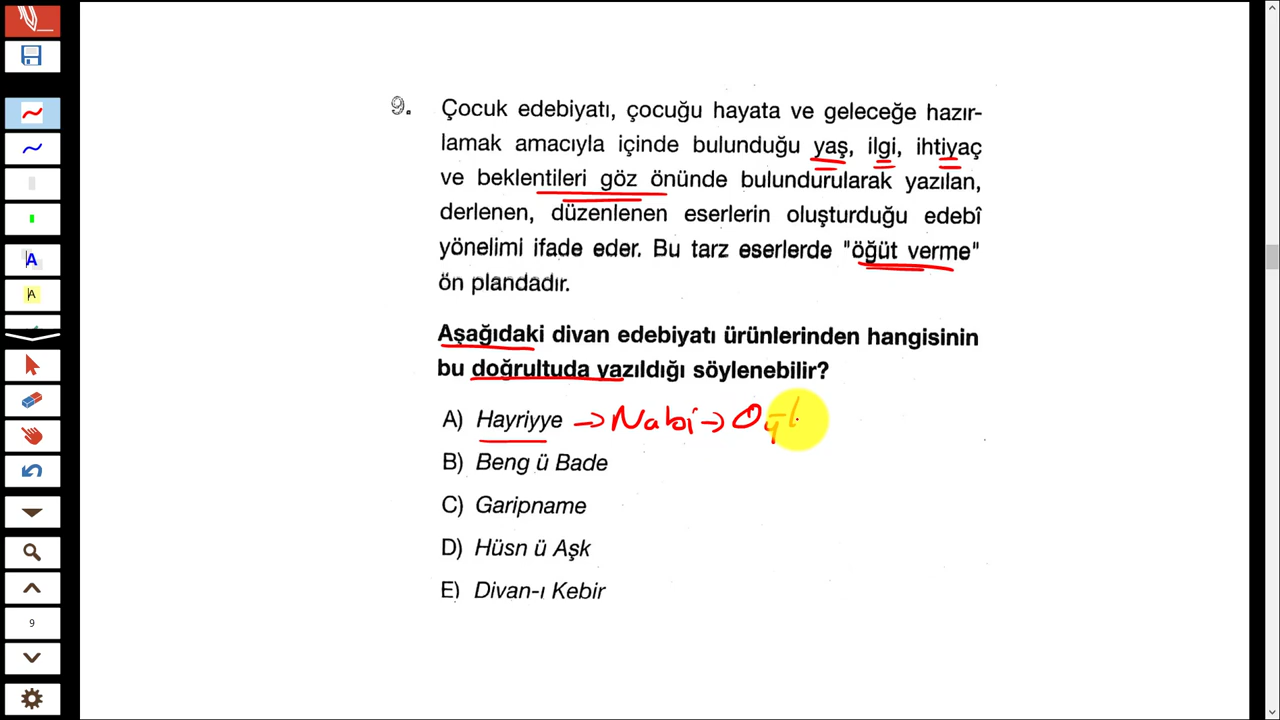 9. Çocuk edebiyatı, çocuğu hayata ve geleceğe hazır-
lamak amacıyla içinde bulunduğu yaş, ilgi, ihtiyaç
ve beklentileri göz önünde bulundurularak yazılan,
derlenen, düzenlenen eserlerin oluşturduğu edebî
yönelimi ifade eder. Bu tarz eserlerde "öğüt verme"
ön plandadır.
Aşağıdaki divan edebiyatı ürünlerinden hangisinin
bu doğrultuda yazıldığı söylenebilir?
A) Hayriyye → Nabi →
B) Beng ü Bade
C) Garipname
D) Hüsn ü Aşk
E) Divan-ı Kebir
A
A
9